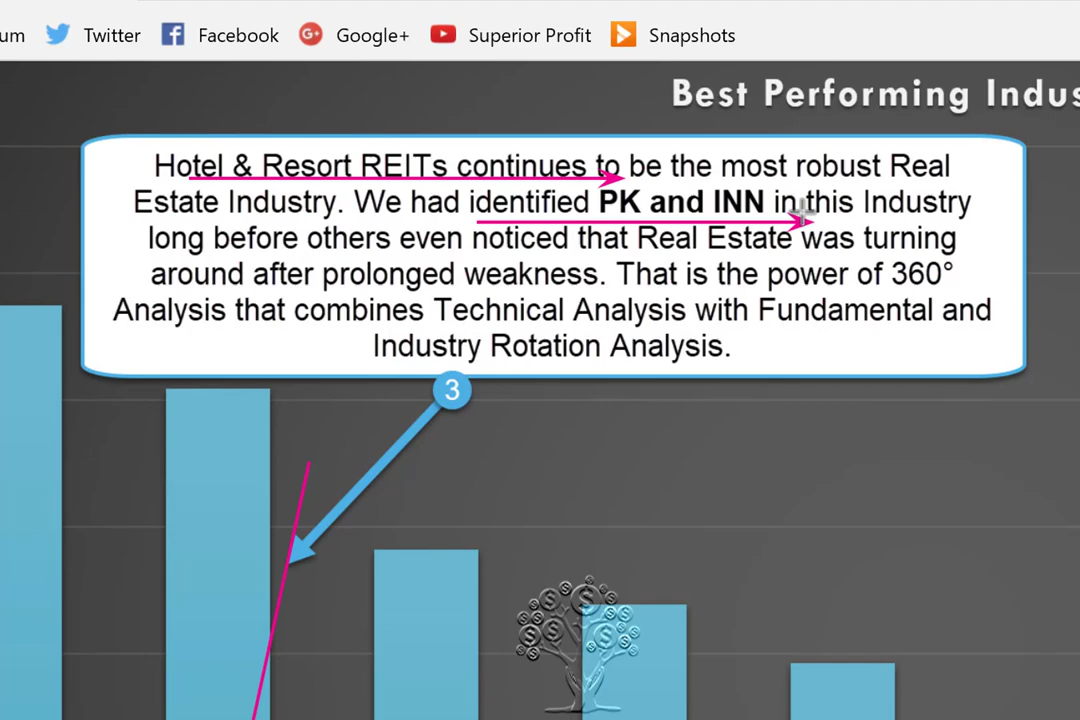 um Twitter Facebook Google+ Superior Profit Snapshots
Best Performing Indus
Hotel & Resort REITs continues to be the most robust Real
Estate Industry. We had identified PK and INN in this Industry
long before others even noticed that Real Estate was turning
around after prolonged weakness. That is the power of 360°
Analysis that combines Technical Analysis with Fundamental and
Industry Rotation Analysis.
3